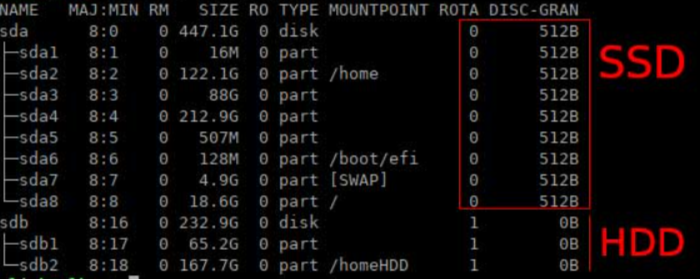 NAME MAJ:MIN RM SIZE RO TYPE MOUNTPOINT ROTA DISC-GRAN
sda 8:0 0 447.1G 0 disk 0 512B
├─sda1 8:1 0 16M 0 part 0 512B
├─sda2 8:2 0 122.1G 0 part /home 0 512B
├─sda3 8:3 0 88G 0 part 0 512B
├─sda4 8:4 0 212.9G 0 part 0 512B
├─sda5 8:5 0 507M 0 part 0 512B
├─sda6 8:6 0 128M 0 part /boot/efi 0 512B
├─sda7 8:7 0 4.9G 0 part [SWAP] 0 512B
└─sda8 8:8 0 18.6G 0 part / 0 512B
SSD
sdb 8:16 0 232.9G 0 disk 1 0B
├─sdb1 8:17 0 65.2G 0 part 1 0B
└─sdb2 8:18 0 167.7G 0 part /homeHDD 1 0B
HDD